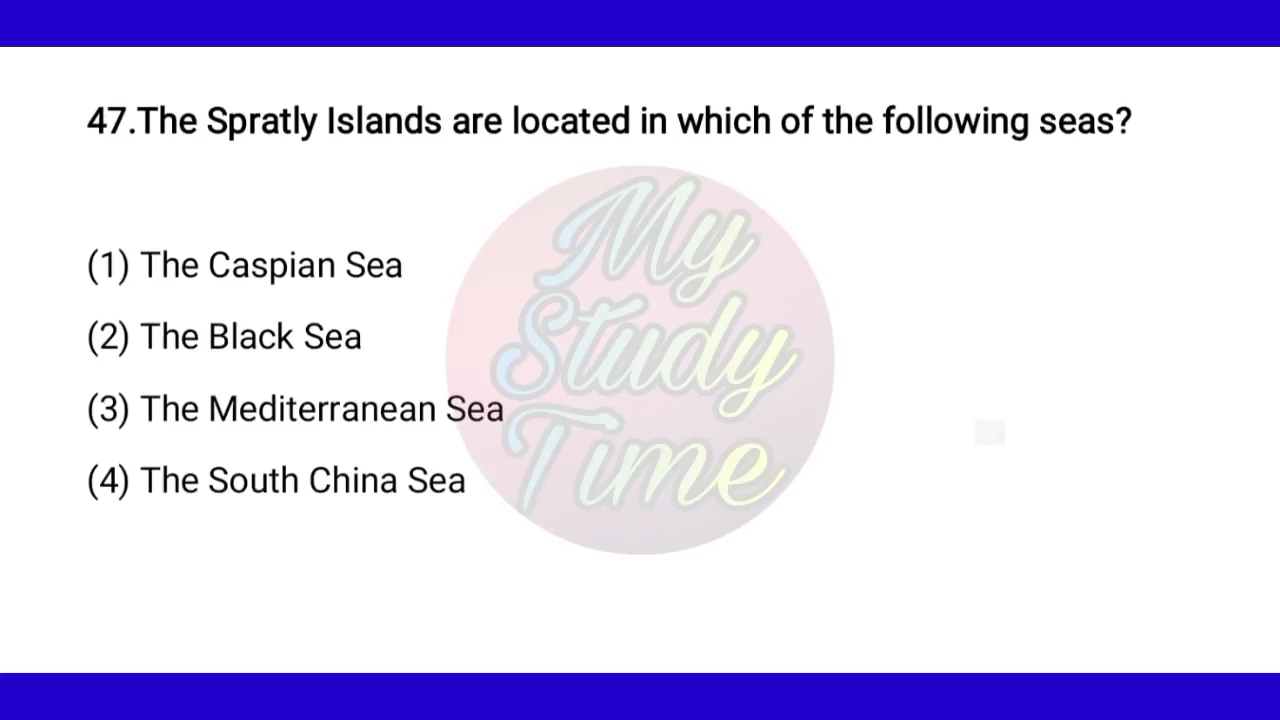 47.The Spratly Islands are located in which of the following seas?
(1) The Caspian Sea
(2) The Black Sea
(3) The Mediterranean Sea
(4) The South China Sea
My
Study
Time